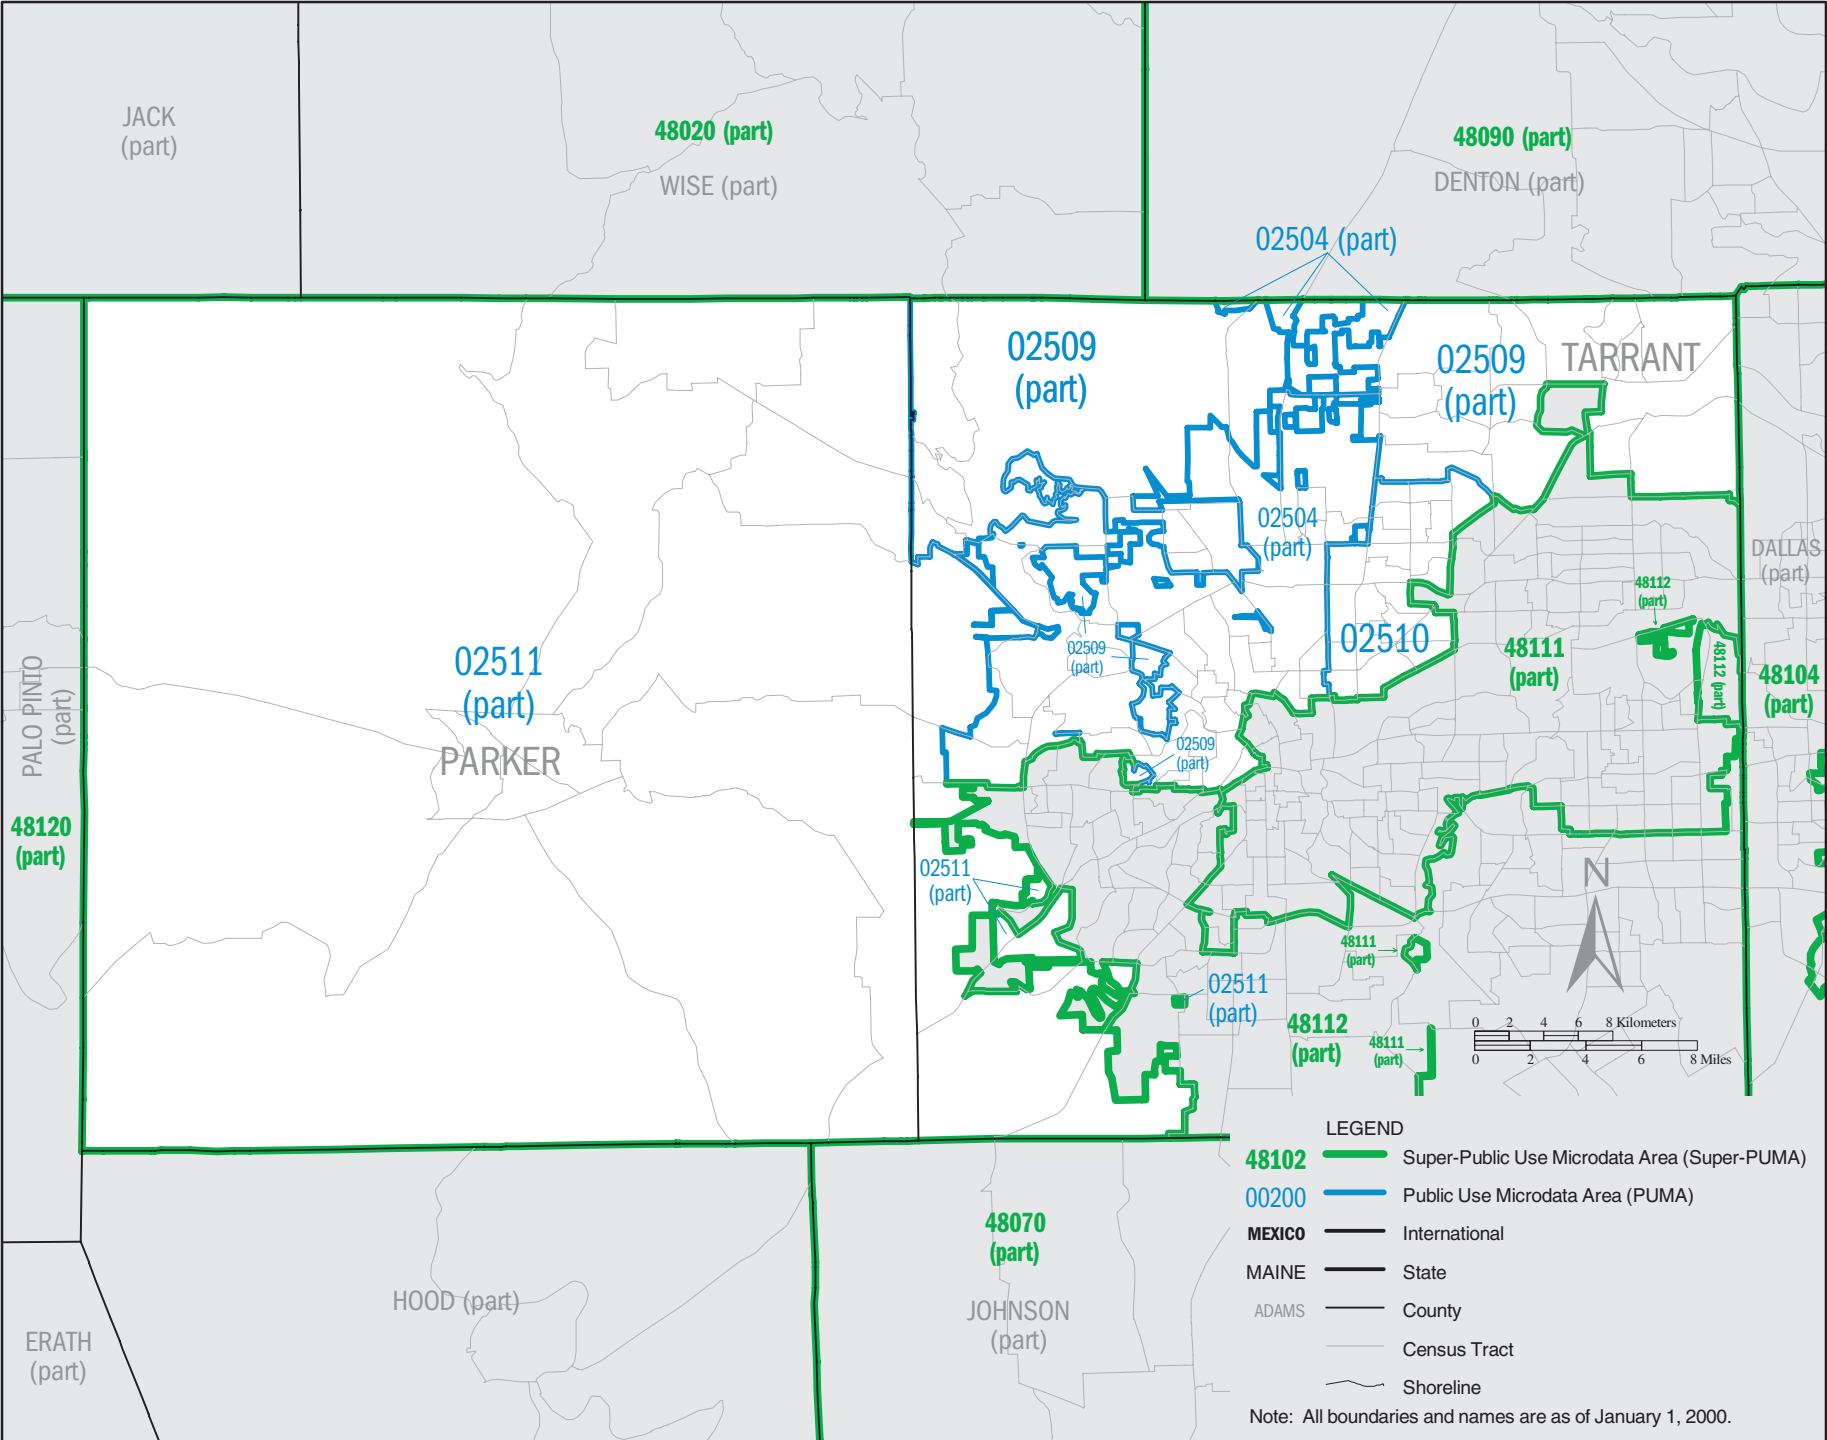 JACK
(part)
48020 (part)
WISE (part)
48090 (part)
DENTON (part)
02504 (part)
02509
(part)
02509
(part)
TARRANT
02504
(part)
DALLAS
(part)
48112
(part)
02510
48111
(part)
48112 (part)
48104
(part)
02509
(part)
02511
(part)
PARKER
PALO PINTO
(part)
02509
(part)
48120
(part)
02511
(part)
N
48111
(part)
02511
(part)
48112
(part)
48111
(part)
0 2 4 6 8 Kilometers
0 2 4 6 8 Miles
48070
(part)
JOHNSON
(part)
HOOD (part)
ERATH
(part)
LEGEND
48102 Super-Public Use Microdata Area (Super-PUMA)
00200 Public Use Microdata Area (PUMA)
MEXICO International
MAINE State
ADAMS County
Census Tract
Shoreline
Note: All boundaries and names are as of January 1, 2000.